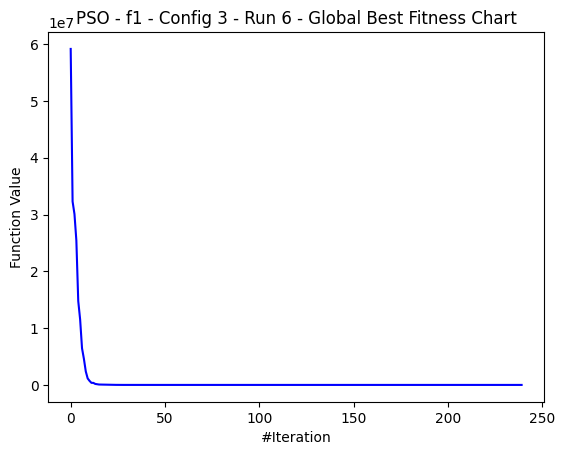 PSO - f1 - Config 3 - Run 6 - Global Best Fitness Chart
1e7
6
5
4
3
2
1
0
Function Value
0 50 100 150 200 250
#Iteration